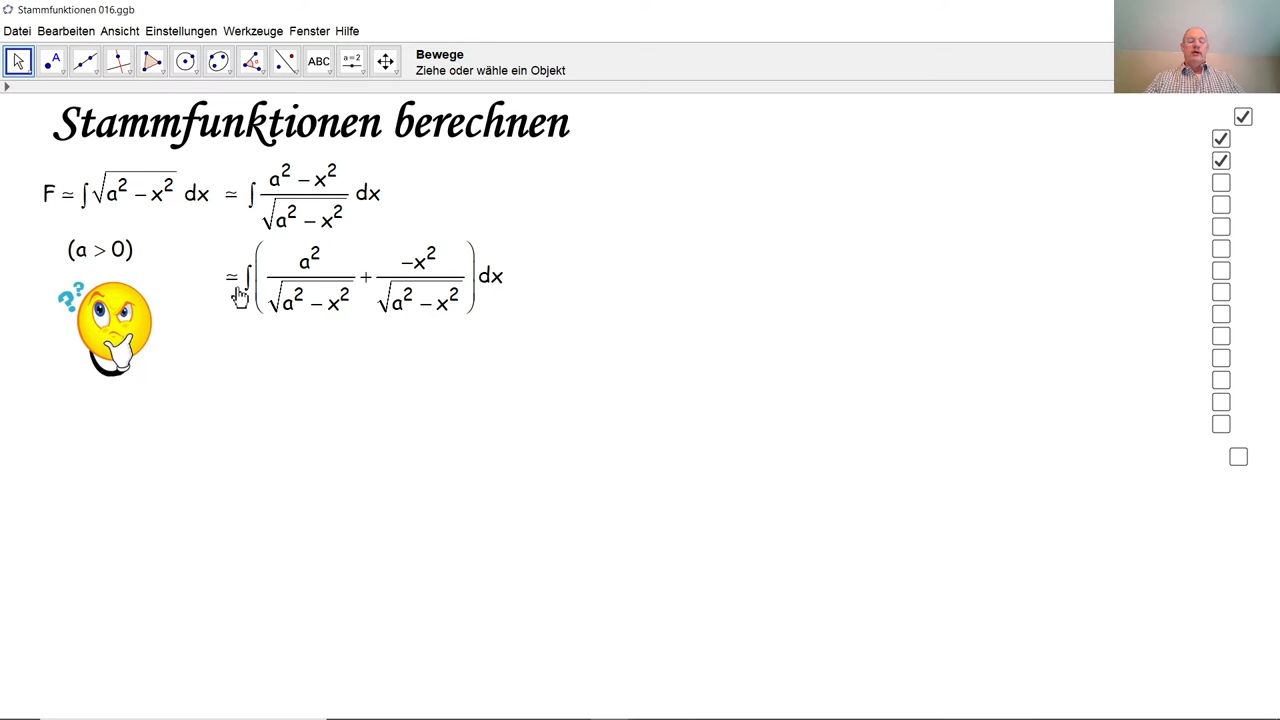 Stammfunktionen 016.ggb
Datei Bearbeiten Ansicht Einstellungen Werkzeuge Fenster Hilfe
A ABC a=2
Bewege
Ziehe oder wähle ein Objekt
Stammfunktionen berechnen
F ≃ ∫√(a² − x²) dx ≃ ∫ (a² − x²)/√(a² − x²) dx
(a > 0)
≃ ∫( a²/√(a² − x²) + −x²/√(a² − x²) ) dx
??